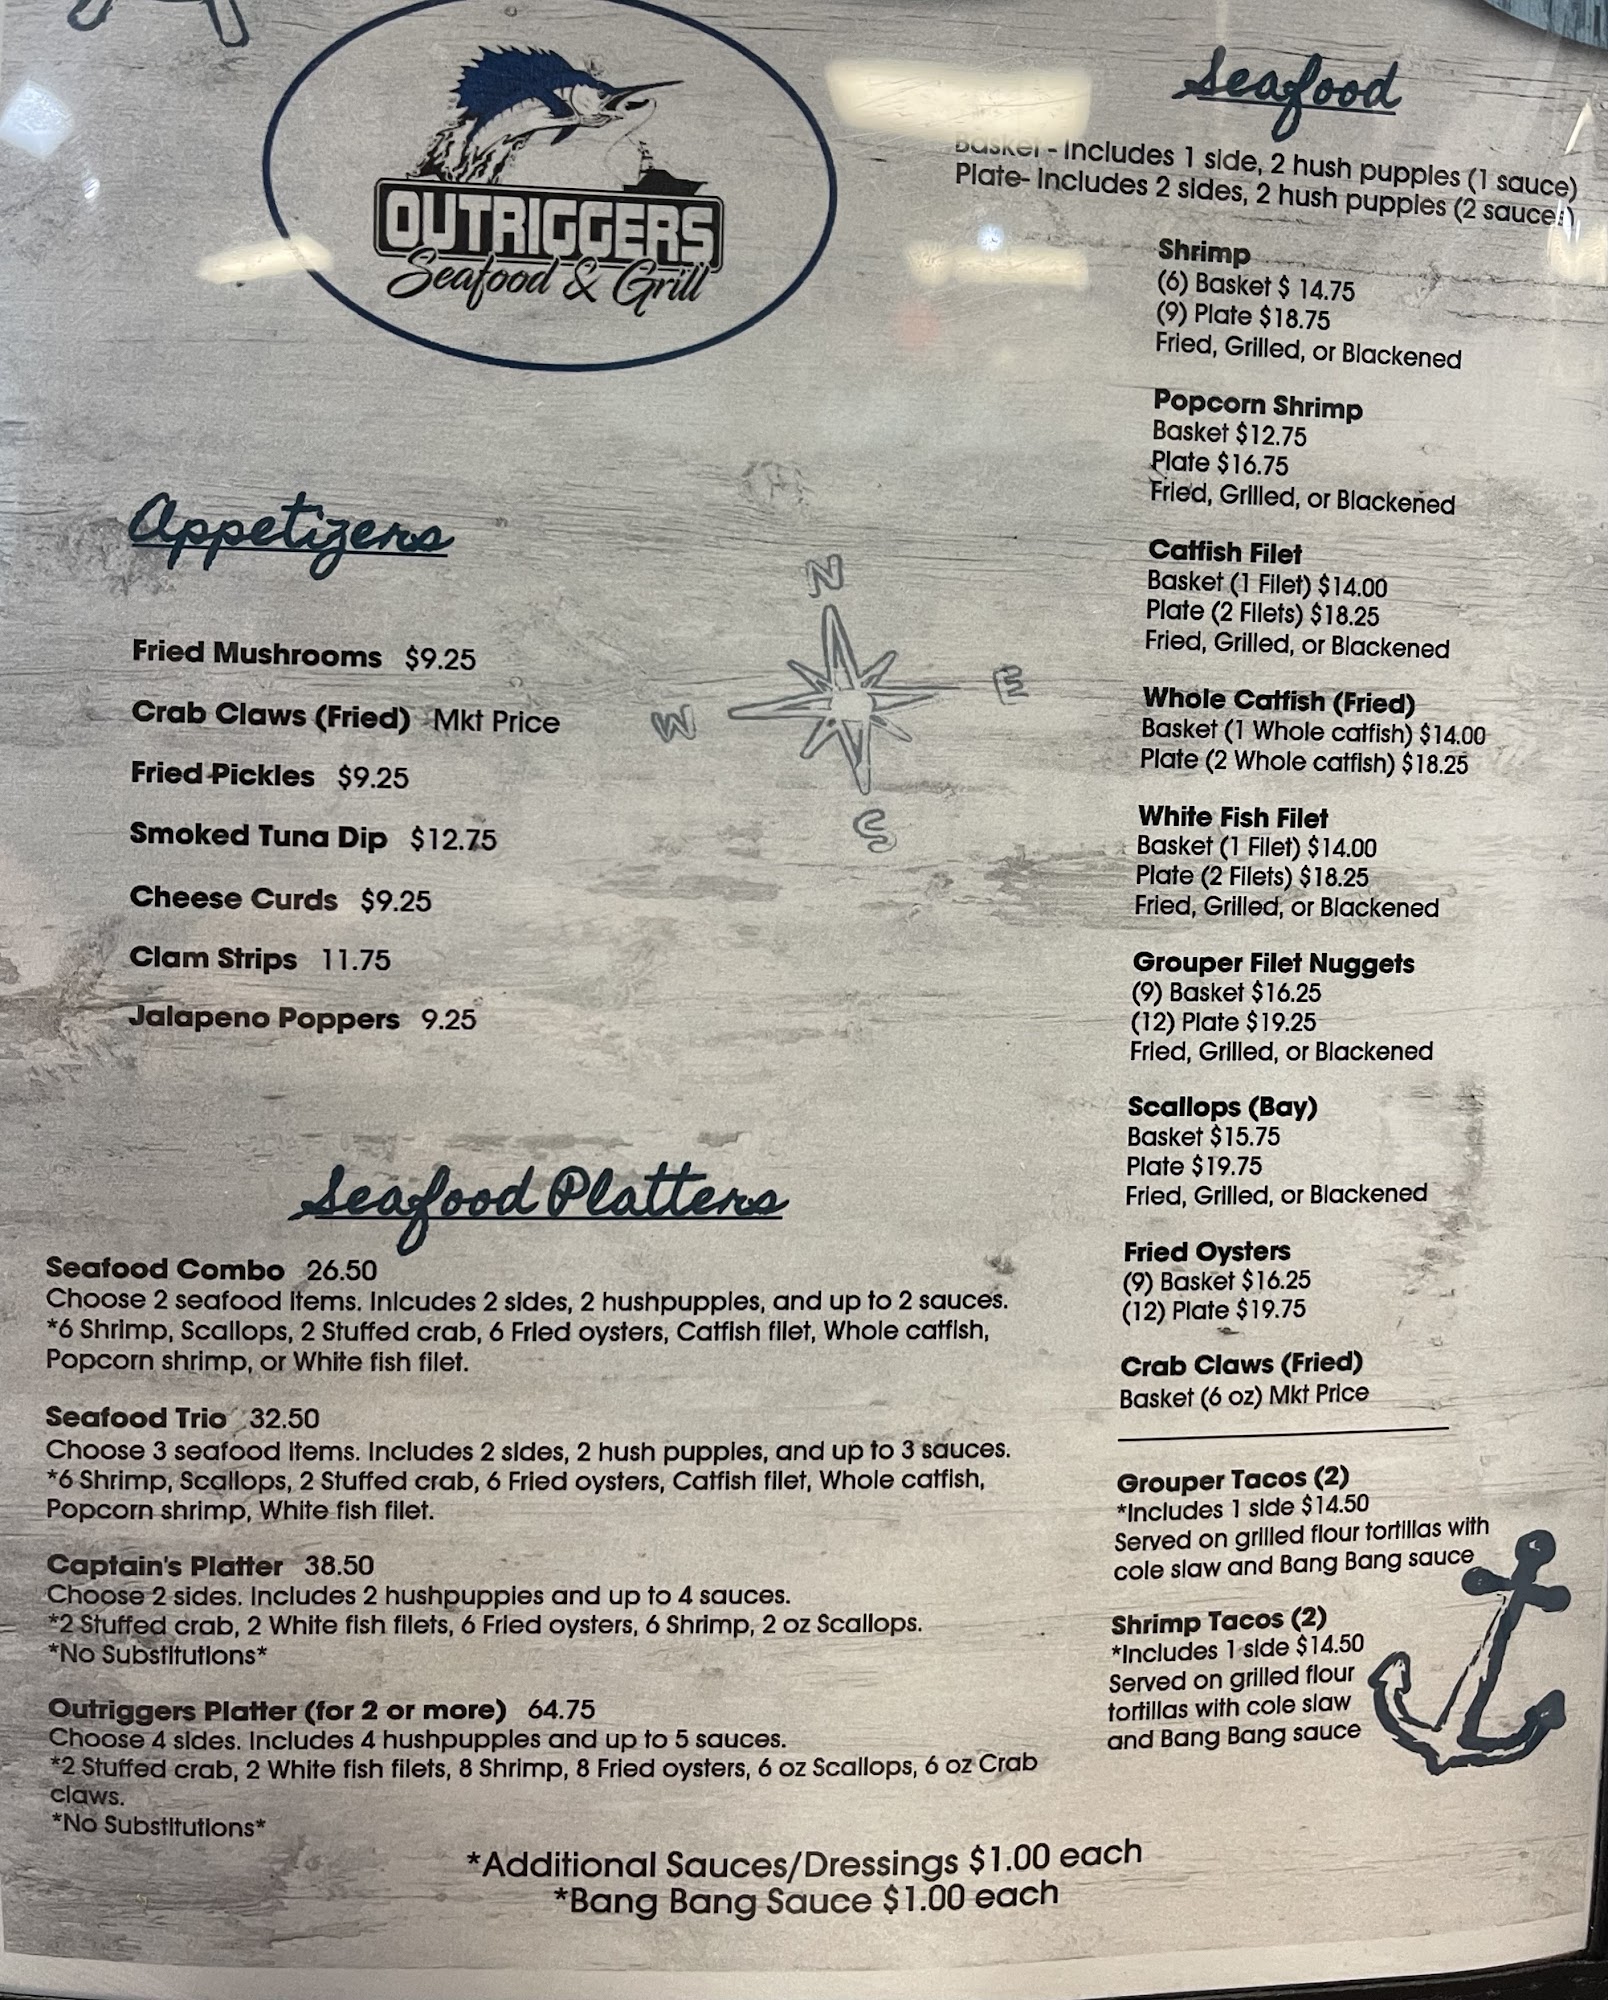 OUTRIGGERS
Seafood & Grill
Appetizers
Fried Mushrooms $9.25
Crab Claws (Fried) Mkt Price
Fried Pickles $9.25
Smoked Tuna Dip $12.75
Cheese Curds $9.25
Clam Strips 11.75
Jalapeno Poppers 9.25
N
E
W
S
Seafood Platters
Seafood Combo 26.50
Choose 2 seafood items. Inlcudes 2 sides, 2 hushpuppies, and up to 2 sauces.
*6 Shrimp, Scallops, 2 Stuffed crab, 6 Fried oysters, Catfish filet, Whole catfish,
Popcorn shrimp, or White fish filet.
Seafood Trio 32.50
Choose 3 seafood items. Includes 2 sides, 2 hush puppies, and up to 3 sauces.
*6 Shrimp, Scallops, 2 Stuffed crab, 6 Fried oysters, Catfish filet, Whole catfish,
Popcorn shrimp, White fish filet.
Captain's Platter 38.50
Choose 2 sides. Includes 2 hushpuppies and up to 4 sauces.
*2 Stuffed crab, 2 White fish filets, 6 Fried oysters, 6 Shrimp, 2 oz Scallops.
*No Substitutions*
Outriggers Platter (for 2 or more) 64.75
Choose 4 sides. Includes 4 hushpuppies and up to 5 sauces.
*2 Stuffed crab, 2 White fish filets, 8 Shrimp, 8 Fried oysters, 6 oz Scallops, 6 oz Crab
claws.
*No Substitutions*
Seafood
Basket - Includes 1 side, 2 hush puppies (1 sauce)
Plate- Includes 2 sides, 2 hush puppies (2 sauces)
Shrimp
(6) Basket $ 14.75
(9) Plate $18.75
Fried, Grilled, or Blackened
Popcorn Shrimp
Basket $12.75
Plate $16.75
Fried, Grilled, or Blackened
Catfish Filet
Basket (1 Filet) $14.00
Plate (2 Filets) $18.25
Fried, Grilled, or Blackened
Whole Catfish (Fried)
Basket (1 Whole catfish) $14.00
Plate (2 Whole catfish) $18.25
White Fish Filet
Basket (1 Filet) $14.00
Plate (2 Filets) $18.25
Fried, Grilled, or Blackened
Grouper Filet Nuggets
(9) Basket $16.25
(12) Plate $19.25
Fried, Grilled, or Blackened
Scallops (Bay)
Basket $15.75
Plate $19.75
Fried, Grilled, or Blackened
Fried Oysters
(9) Basket $16.25
(12) Plate $19.75
Crab Claws (Fried)
Basket (6 oz) Mkt Price
Grouper Tacos (2)
*Includes 1 side $14.50
Served on grilled flour tortillas with
cole slaw and Bang Bang sauce
Shrimp Tacos (2)
*Includes 1 side $14.50
Served on grilled flour
tortillas with cole slaw
and Bang Bang sauce
*Additional Sauces/Dressings $1.00 each
*Bang Bang Sauce $1.00 each